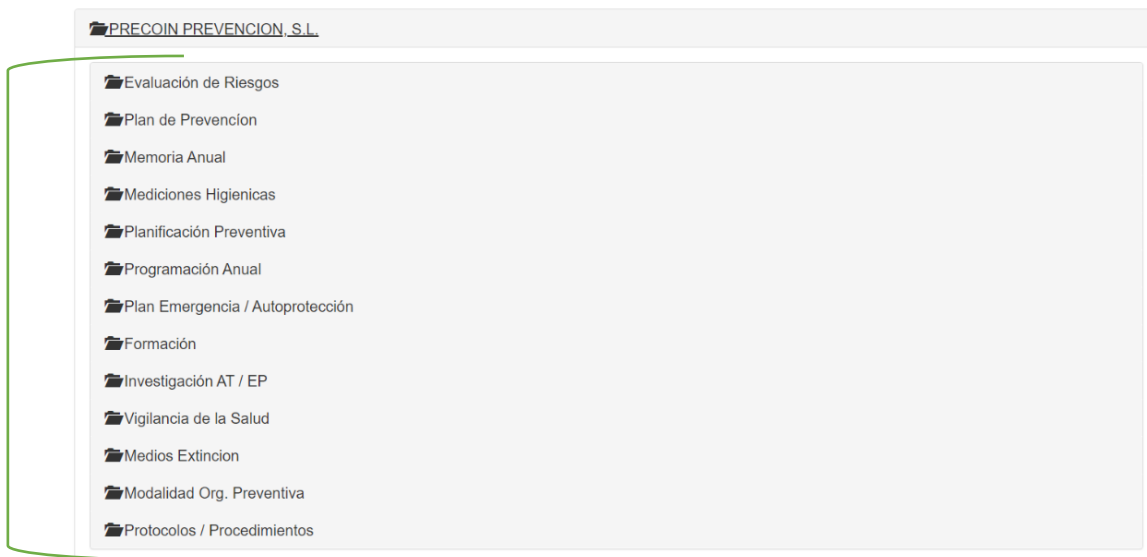 PRECOIN PREVENCION, S.L.
Evaluación de Riesgos
Plan de Prevencíon
Memoria Anual
Mediciones Higienicas
Planificación Preventiva
Programación Anual
Plan Emergencia / Autoprotección
Formación
Investigación AT / EP
Vigilancia de la Salud
Medios Extincion
Modalidad Org. Preventiva
Protocolos / Procedimientos